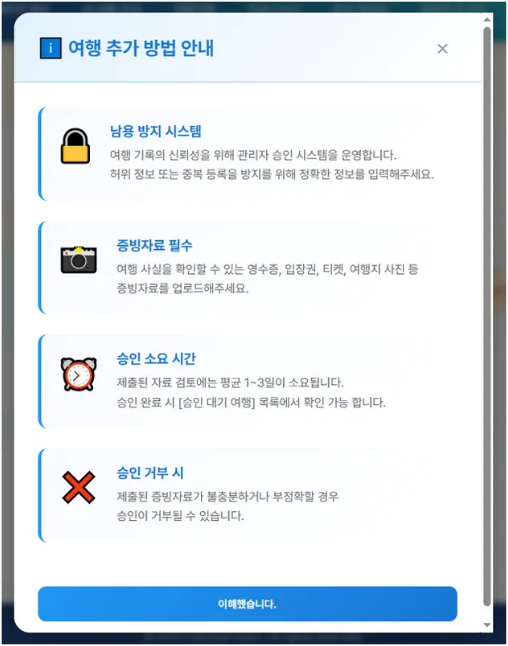 여행 추가 방법 안내
남용 방지 시스템
여행 기록의 신뢰성을 위해 관리자 승인 시스템을 운영합니다.
허위 정보 또는 중복 등록을 방지를 위해 정확한 정보를 입력해주세요.
증빙자료 필수
여행 사실을 확인할 수 있는 영수증, 입장권, 티켓, 여행지 사진 등
증빙자료를 업로드해주세요.
승인 소요 시간
제출된 자료 검토에는 평균 1~3일이 소요됩니다.
승인 완료 시 [승인 대기 여행] 목록에서 확인 가능 합니다.
승인 거부 시
제출된 증빙자료가 불충분하거나 부정확할 경우
승인이 거부될 수 있습니다.
이해했습니다.